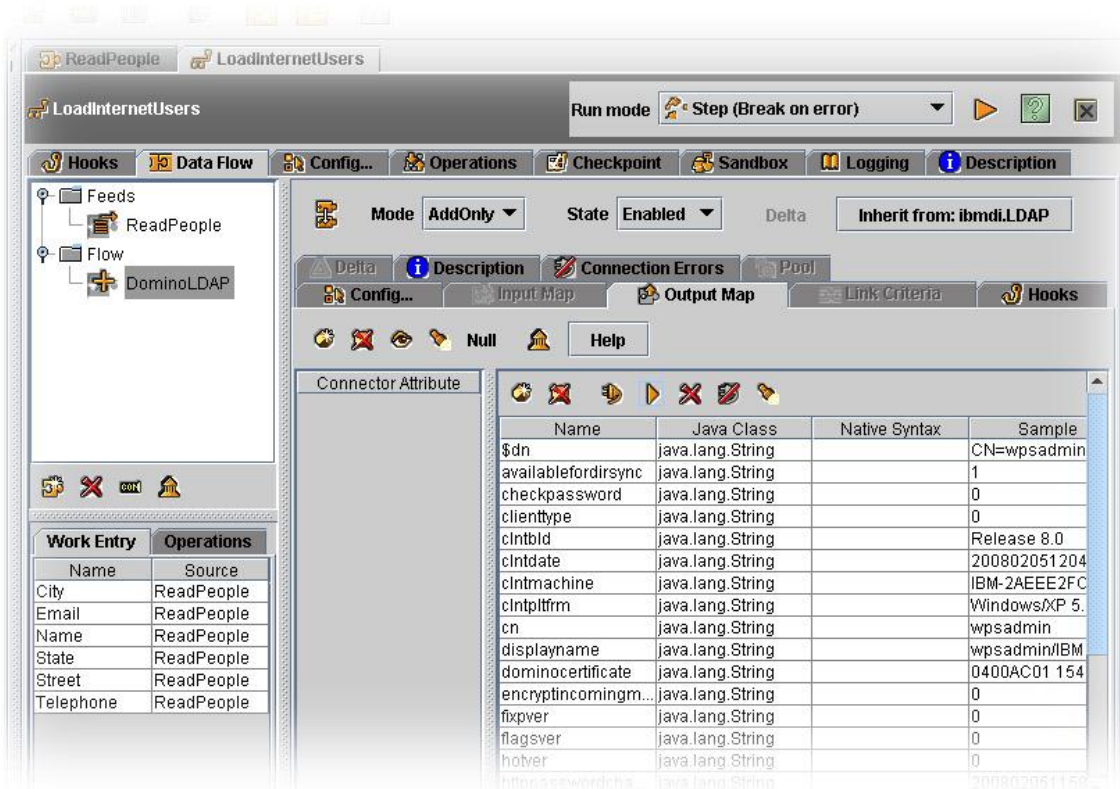 ReadPeople LoadInternetUsers
LoadInternetUsers Run mode Step (Break on error)
Hooks Data Flow Config... Operations Checkpoint Sandbox Logging Description
Feeds
ReadPeople
Flow
DominoLDAP
Mode AddOnly State Enabled Delta Inherit from: ibmdi.LDAP
Delta Description Connection Errors Pool
Config... Input Map Output Map Link Criteria Hooks
Null Help
Connector Attribute
Name Java Class Native Syntax Sample
$dn java.lang.String CN=wpsadmin
availablefordirsync java.lang.String 1
checkpassword java.lang.String 0
clienttype java.lang.String 0
clntbld java.lang.String Release 8.0
clntdate java.lang.String 200802051204
clntmachine java.lang.String IBM-2AEEE2FC
clntpltfrm java.lang.String Windows/XP 5.
cn java.lang.String wpsadmin
displayname java.lang.String wpsadmin/IBM
dominocertificate java.lang.String 0400AC01 154
encryptincomingm... java.lang.String 0
fixpver java.lang.String 0
flagsver java.lang.String 0
hotver java.lang.String 0
java.lang.String
CON
Work Entry Operations
Name Source
City ReadPeople
Email ReadPeople
Name ReadPeople
State ReadPeople
Street ReadPeople
Telephone ReadPeople